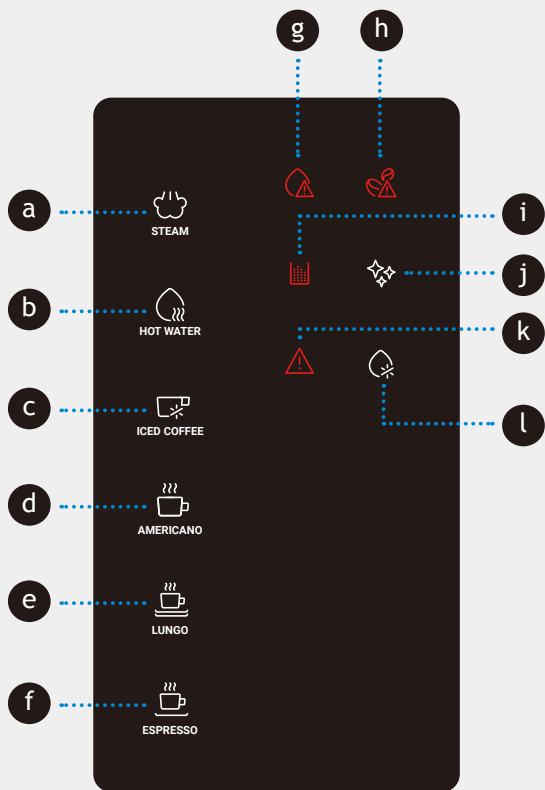 g
h
a
STEAM
i
b
HOT WATER
j
k
c
ICED COFFEE
l
d
AMERICANO
e
LUNGO
f
ESPRESSO